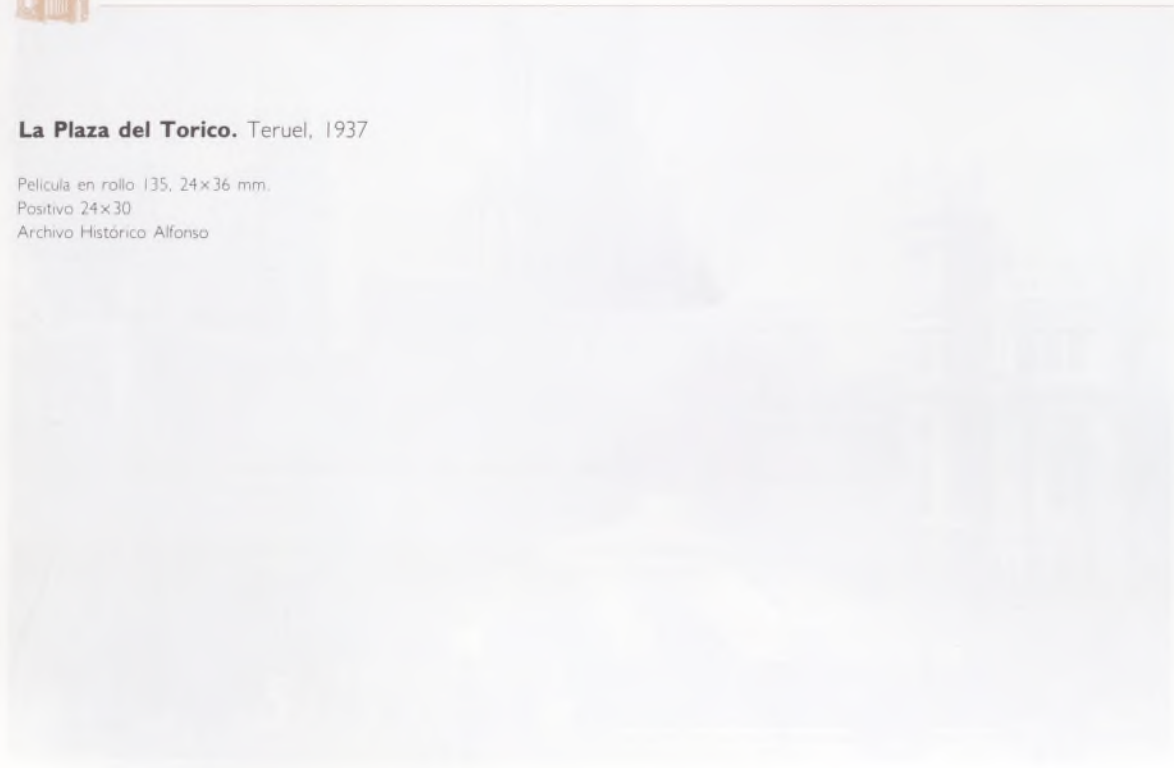 La Plaza del Torico. Teruel, 1937
Película en rollo 135, 24×36 mm.
Positivo 24×30
Archivo Histórico Alfonso